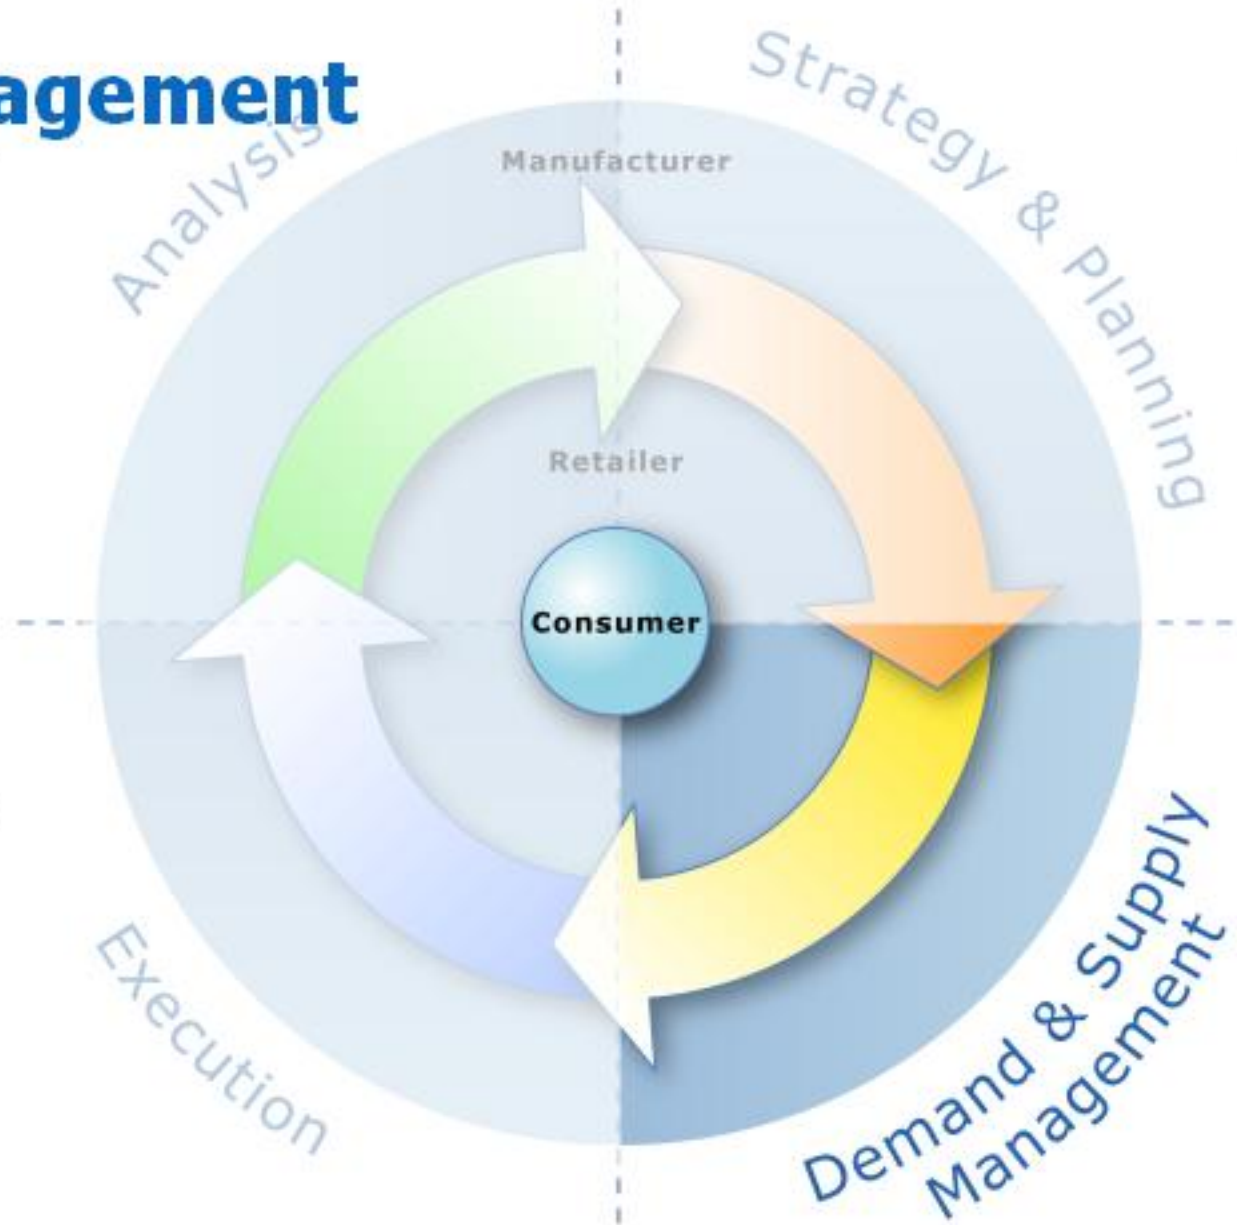 agement
Analysis
Strategy & Planning
Manufacturer
Retailer
Consumer
Execution
Demand & Supply
Management